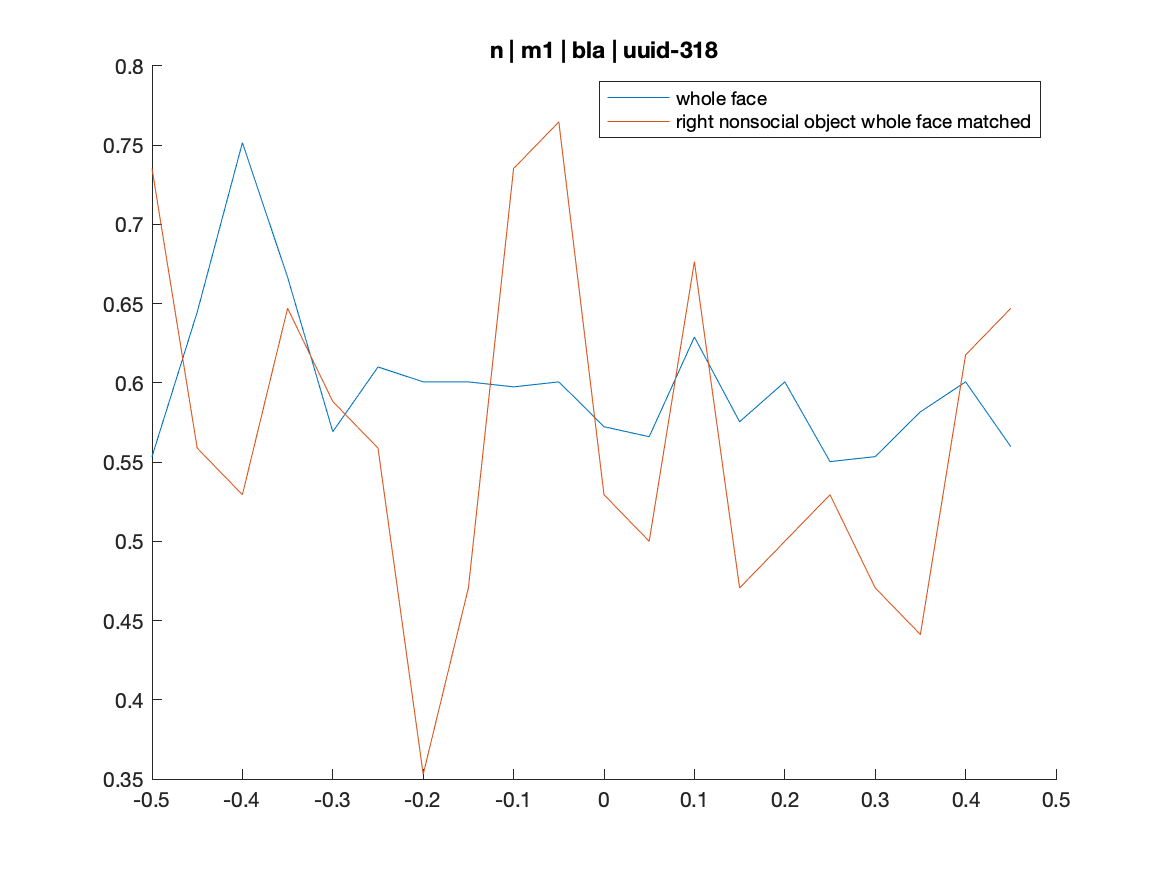 n | m1 | bla | uuid-318
whole face
right nonsocial object whole face matched
0.8
0.75
0.7
0.65
0.6
0.55
0.5
0.45
0.4
0.35
-0.5 -0.4 -0.3 -0.2 -0.1 0 0.1 0.2 0.3 0.4 0.5